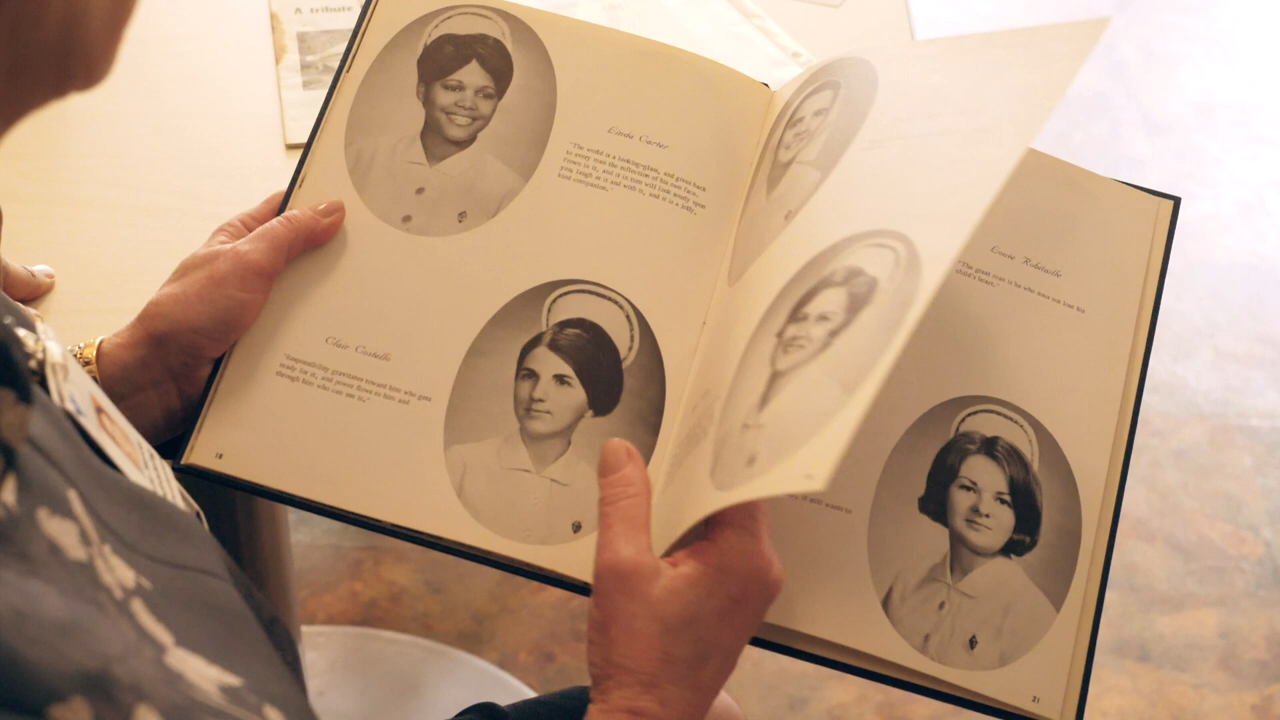 A tribute
Linda Carter
"The world is a looking-glass, and gives back
to every man the reflection of his own face.
Frown in it, and it in turn will look sourly upon
you; laugh at it and with it, and it is a jolly,
kind companion."
Clair Costello
"Responsibility gravitates toward him who gets
ready for it, and power flows to him and
through him who can use it."
18
"The great man is he who does not lose his
child's heart."
21